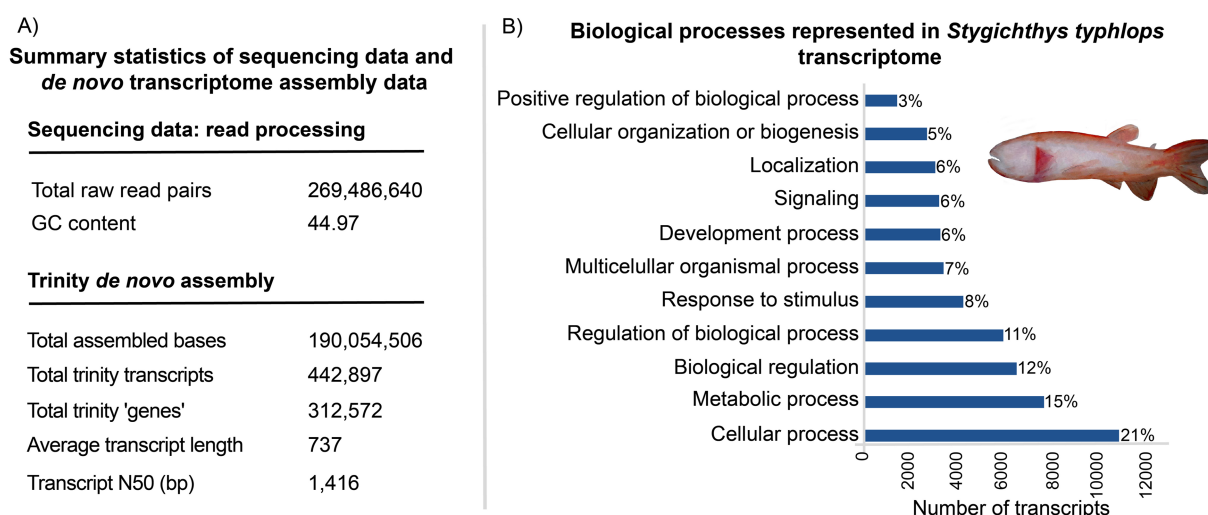 A)
Summary statistics of sequencing data and
de novo transcriptome assembly data
Sequencing data: read processing
Total raw read pairs 269,486,640
GC content 44.97
Trinity de novo assembly
Total assembled bases 190,054,506
Total trinity transcripts 442,897
Total trinity 'genes' 312,572
Average transcript length 737
Transcript N50 (bp) 1,416
B)
Biological processes represented in Stygichthys typhlops
transcriptome
Positive regulation of biological process 3%
Cellular organization or biogenesis 5%
Localization 6%
Signaling 6%
Development process 6%
Multicelullar organismal process 7%
Response to stimulus 8%
Regulation of biological process 11%
Biological regulation 12%
Metabolic process 15%
Cellular process 21%
0 2000 4000 6000 8000 10000 12000
Number of transcripts